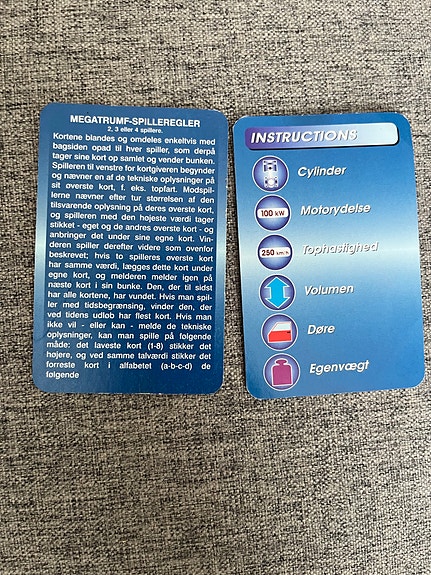 MEGATRUMF-SPILLEREGLER
2, 3 eller 4 spillere.
Kortene blandes og omdeles enkeltvis med
bagsiden opad til hver spiller, som derpå
tager sine kort op samlet og vender bunken.
Spilleren til venstre for kortgiveren begynder
og nævner en af de tekniske oplysninger på
sit øverste kort, f. eks. topfart. Modspil-
lerne nævner efter tur størrelsen af den
tilsvarende oplysning på deres øverste kort,
og spilleren med den højeste værdi tager
stikket - eget og de andres øverste kort - og
anbringer det under sine egne kort. Vin-
deren spiller derefter videre som ovenfor
beskrevet; hvis to spilleres øverste kort
har samme værdi, lægges dette kort under
egne kort, og melderen melder igen på
næste kort i sin bunke. Den, der til sidst
har alle kortene, har vundet. Hvis man spil-
ler med tidsbegrænsing, vinder den, der
ved tidens udløb har flest kort. Hvis man
ikke vil - eller kan - melde de tekniske
oplysninger, kan man spille på følgende
måde: det laveste kort (1-8) stikker det
højere, og ved samme talværdi stikker det
forreste kort i alfabetet (a-b-c-d) de
følgende
INSTRUCTIONS
Cylinder
100 kW Motorydelse
250 km/h Tophastighed
Volumen
Døre
Egenvægt